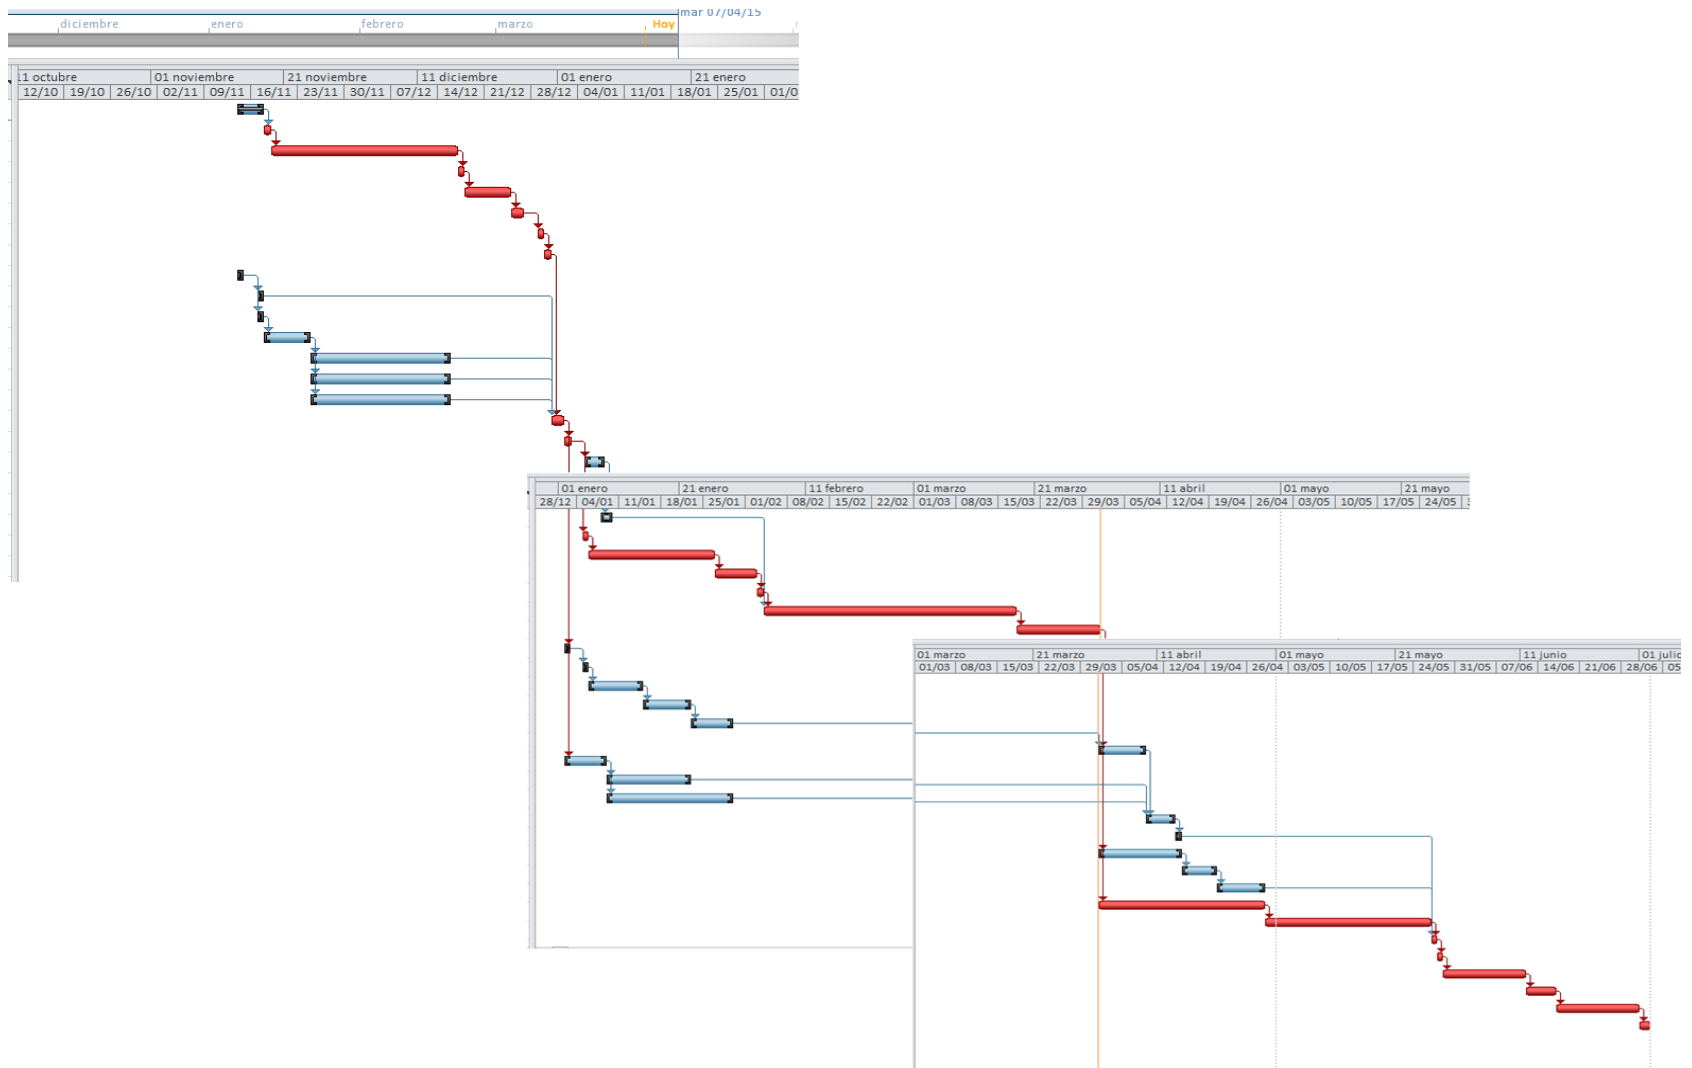 mar 07/04/15
diciembre enero febrero marzo Hoy
11 octubre 01 noviembre 21 noviembre 11 diciembre 01 enero 21 enero
12/10 19/10 26/10 02/11 09/11 16/11 23/11 30/11 07/12 14/12 21/12 28/12 04/01 11/01 18/01 25/01 01/0
01 enero 21 enero 11 febrero 01 marzo 21 marzo 11 abril 01 mayo 21 mayo
28/12 04/01 11/01 18/01 25/01 01/02 08/02 15/02 22/02 01/03 08/03 15/03 22/03 29/03 05/04 12/04 19/04 26/04 03/05 10/05 17/05 24/05
01 marzo 21 marzo 11 abril 01 mayo 21 mayo 11 junio 01 julio
01/03 08/03 15/03 22/03 29/03 05/04 12/04 19/04 26/04 03/05 10/05 17/05 24/05 31/05 07/06 14/06 21/06 28/06 05